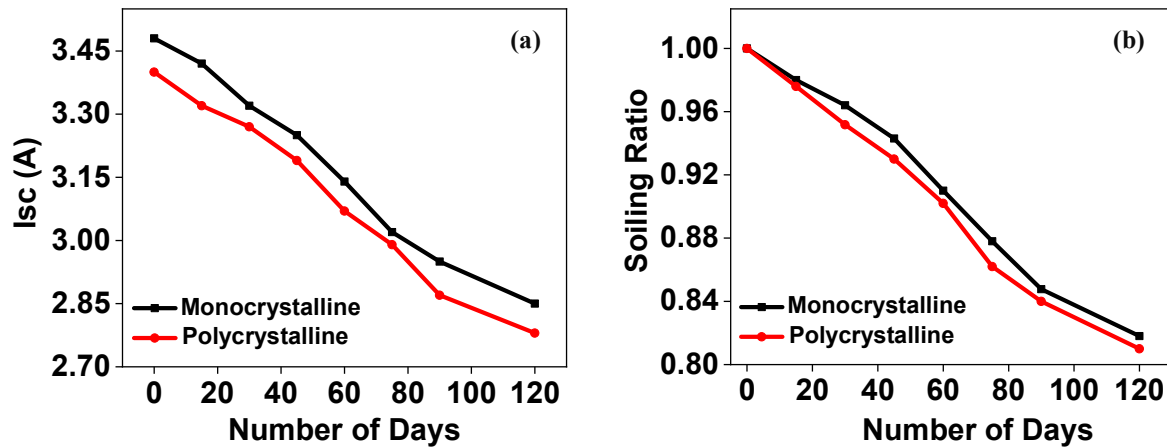 (a)
Isc (A)
3.45
3.30
3.15
3.00
2.85
2.70
Monocrystalline
Polycrystalline
0 20 40 60 80 100 120
Number of Days
(b)
Soiling Ratio
1.00
0.96
0.92
0.88
0.84
0.80
Monocrystalline
Polycrystalline
0 20 40 60 80 100 120
Number of Days